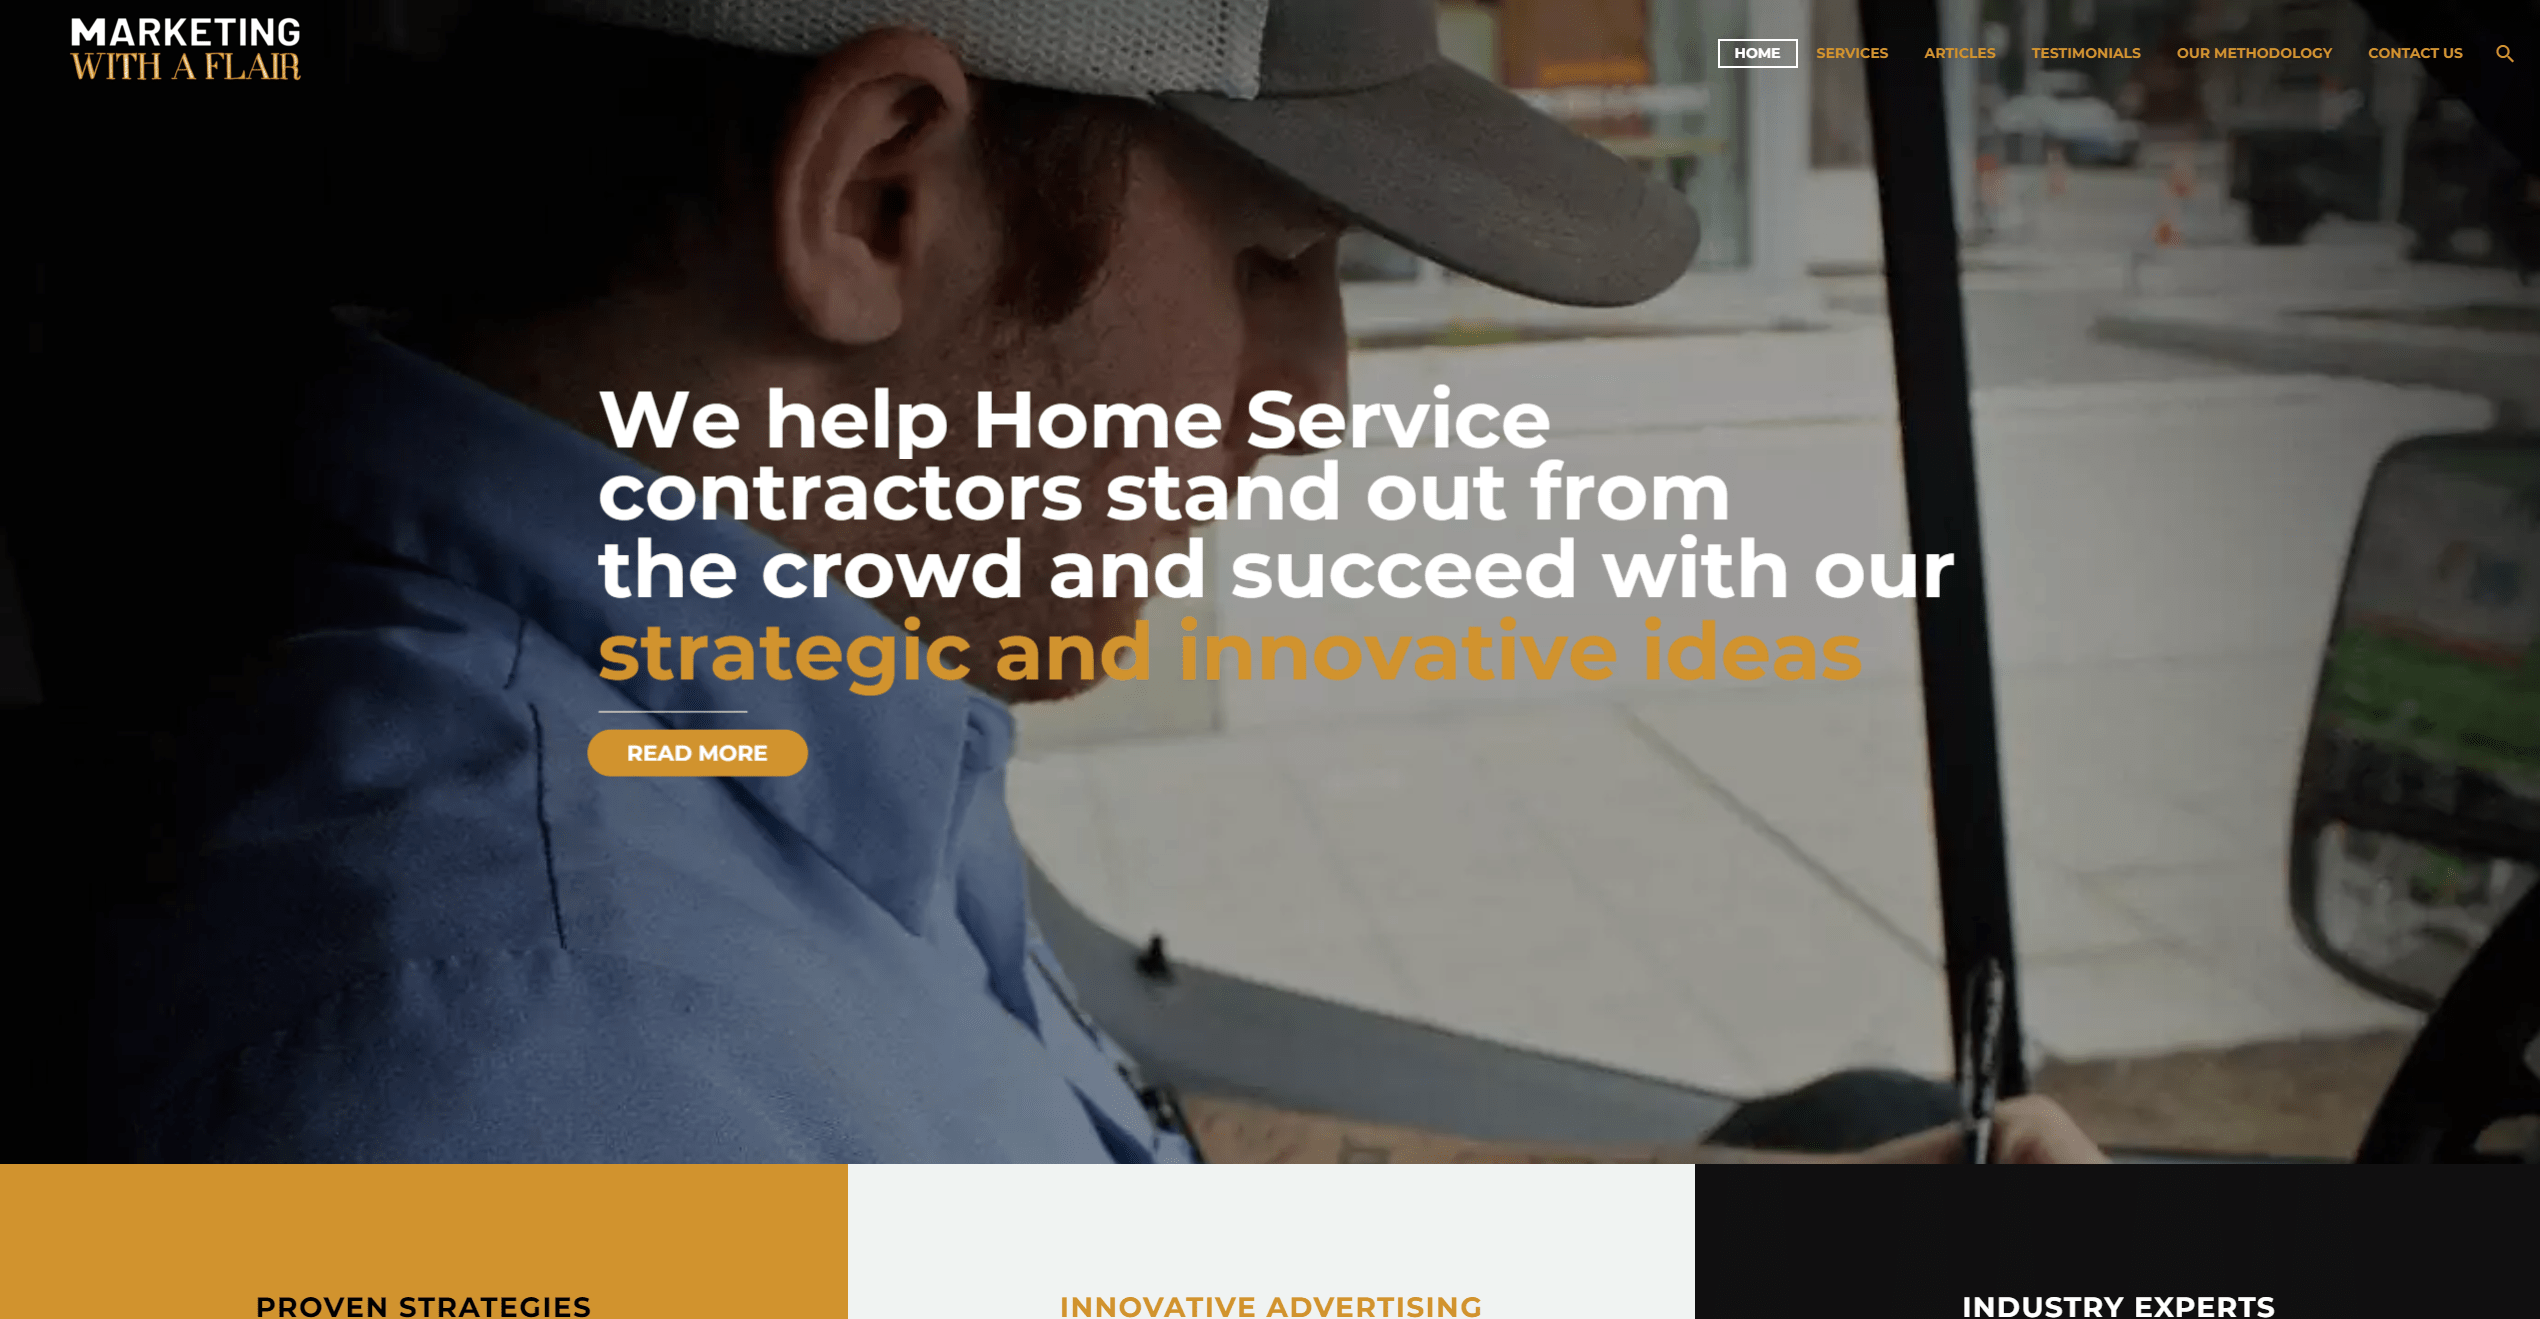 MARKETING
WITH A FLAIR
HOME SERVICES ARTICLES TESTIMONIALS OUR METHODOLOGY CONTACT US
We help Home Service
contractors stand out from
the crowd and succeed with our
strategic and innovative ideas
READ MORE
PROVEN STRATEGIES
INNOVATIVE ADVERTISING
INDUSTRY EXPERTS